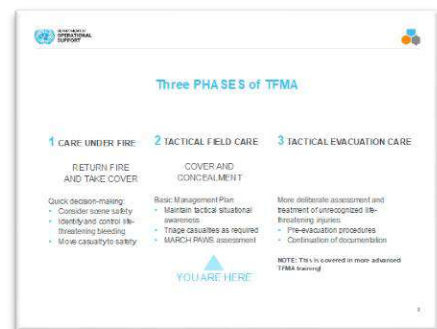 DEPARTMENT OF
OPERATIONAL
SUPPORT
Three PHASES of TFMA
1 CARE UNDER FIRE
RETURN FIRE
AND TAKE COVER
Quick decision-making:
• Consider scene safety
• Identify and control life-
threatening bleeding
• Move casualty to safety
2 TACTICAL FIELD CARE
COVER AND
CONCEALMENT
Basic Management Plan
• Maintain tactical situational
awareness
• Triage casualties as required
• MARCH PAWS assessment
YOU ARE HERE
3 TACTICAL EVACUATION CARE
More deliberate assessment and
treatment of unrecognized life-
threatening injuries:
• Pre-evacuation procedures
• Continuation of documentation
NOTE: This is covered in more advanced
TFMA training!